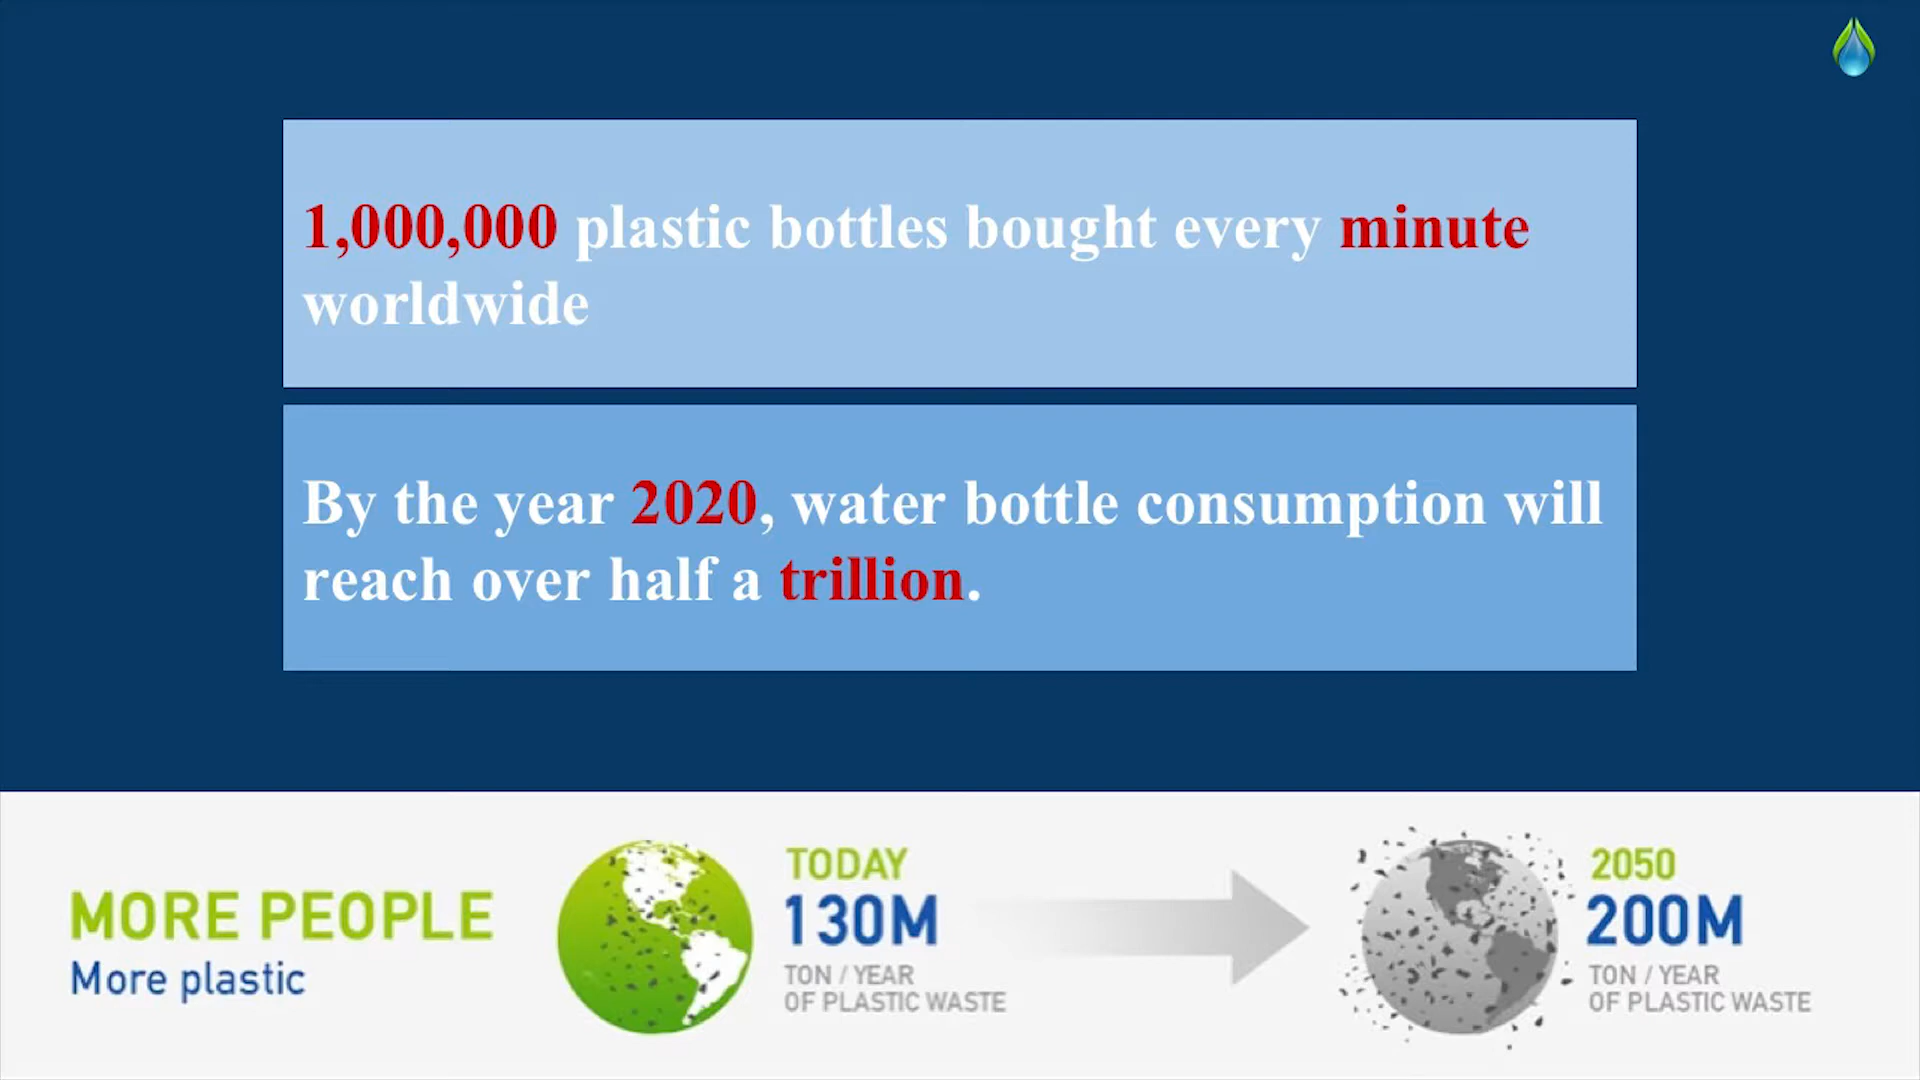 1,000,000 plastic bottles bought every minute
worldwide
By the year 2020, water bottle consumption will
reach over half a trillion.
MORE PEOPLE
More plastic
TODAY
130M
TON / YEAR
OF PLASTIC WASTE
2050
200M
TON / YEAR
OF PLASTIC WASTE